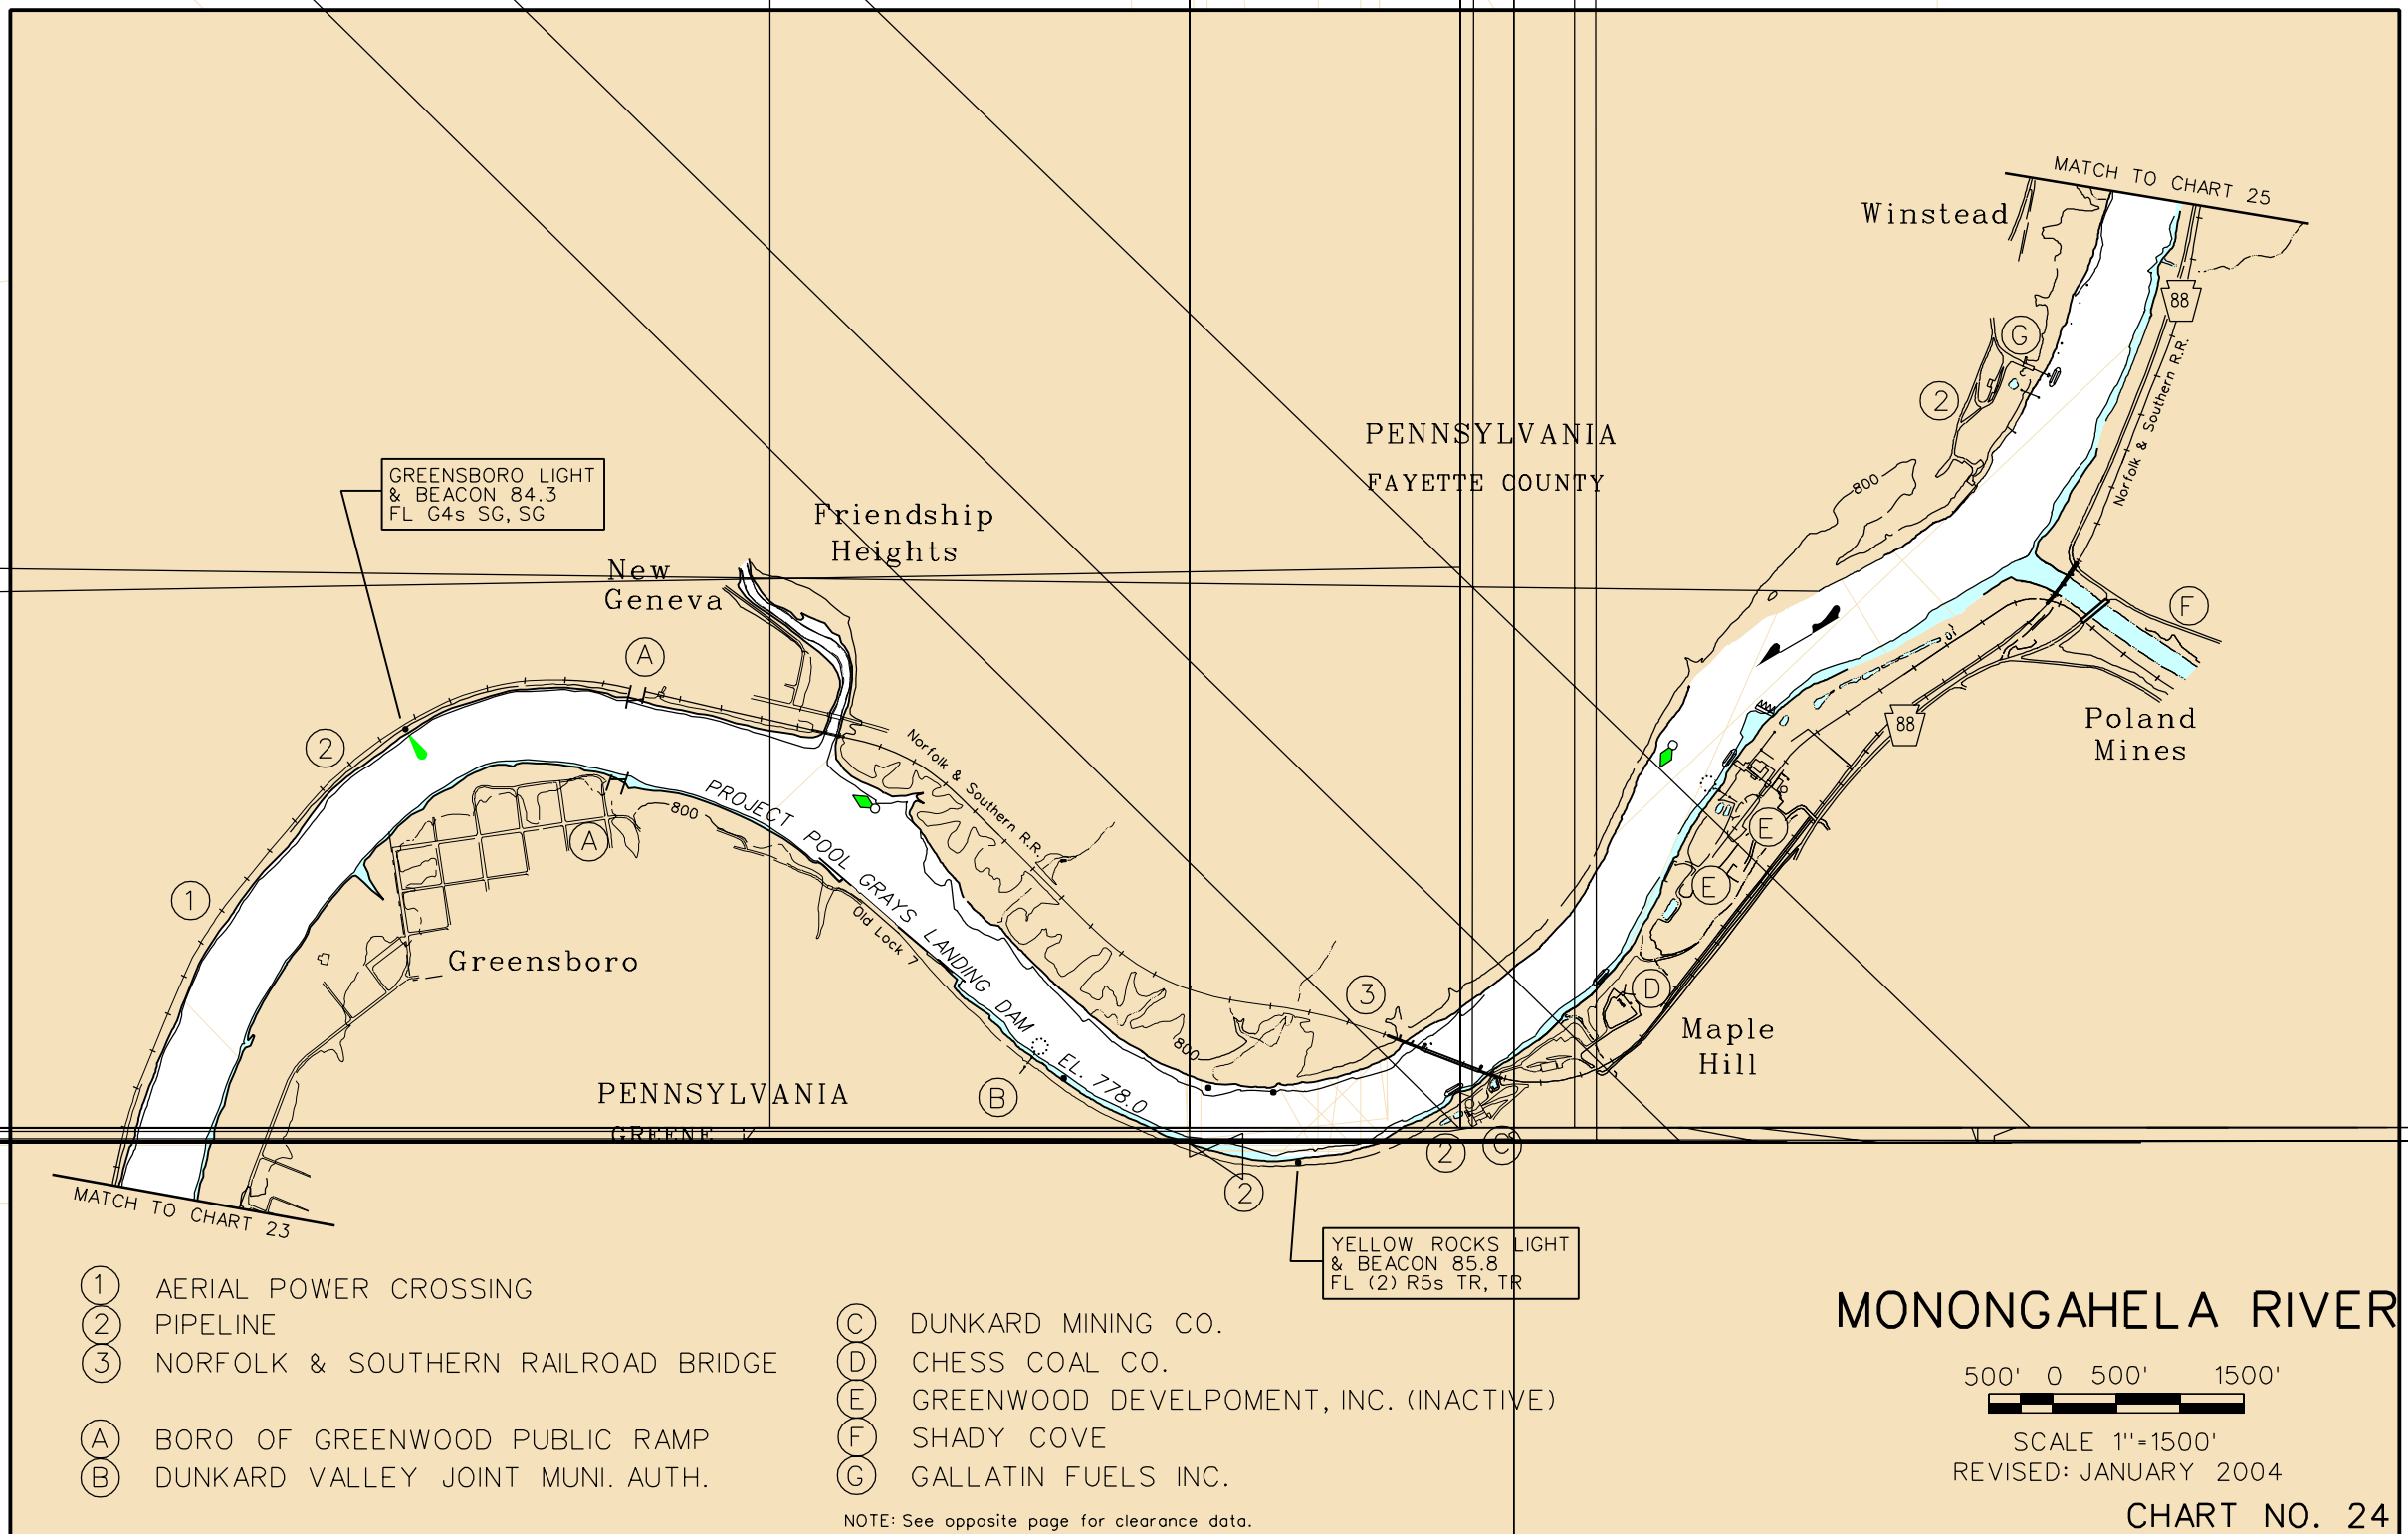 MATCH TO CHART 25
Winstead
88
G
Norfolk & Southern R.R.
2
PENNSYLVANIA
FAYETTE COUNTY
800
GREENSBORO LIGHT
& BEACON 84.3
FL G4s SG, SG
Friendship
Heights
New
Geneva
A
F
2
88
Poland
Mines
Norfolk & Southern R.R.
PROJECT POOL GRAYS LANDING DAM EL. 778.0
800
A
E
E
1
Old Lock 7
Greensboro
3
D
Maple
Hill
800
B
PENNSYLVANIA
GREENE
2
C
2
MATCH TO CHART 23
YELLOW ROCKS LIGHT
& BEACON 85.8
FL (2) R5s TR, TR
1 AERIAL POWER CROSSING
2 PIPELINE
3 NORFOLK & SOUTHERN RAILROAD BRIDGE
A BORO OF GREENWOOD PUBLIC RAMP
B DUNKARD VALLEY JOINT MUNI. AUTH.
C DUNKARD MINING CO.
D CHESS COAL CO.
E GREENWOOD DEVELPOMENT, INC. (INACTIVE)
F SHADY COVE
G GALLATIN FUELS INC.
NOTE: See opposite page for clearance data.
MONONGAHELA RIVER
500' 0 500' 1500'
SCALE 1"=1500'
REVISED: JANUARY 2004
CHART NO. 24